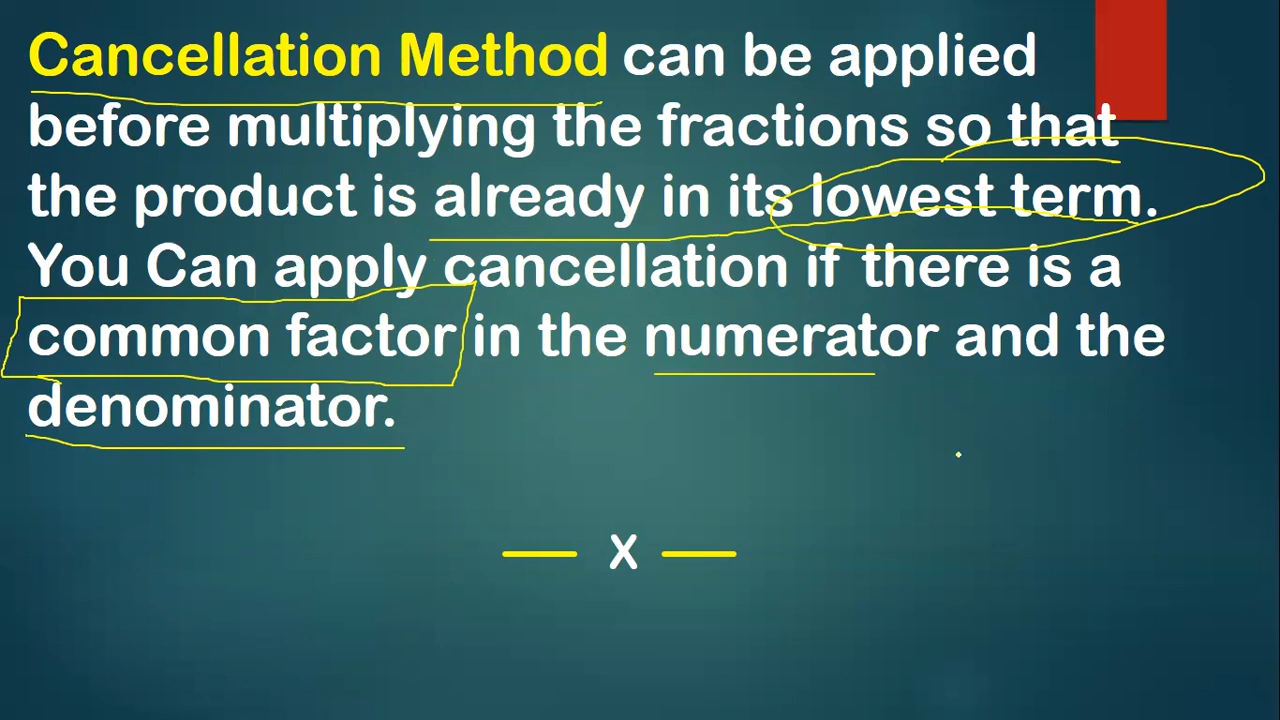 Cancellation Method can be applied
before multiplying the fractions so that
the product is already in its lowest term.
You Can apply cancellation if there is a
common factor in the numerator and the
denominator.
X